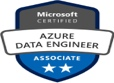 Microsoft
CERTIFIED
AZURE
DATA ENGINEER
ASSOCIATE